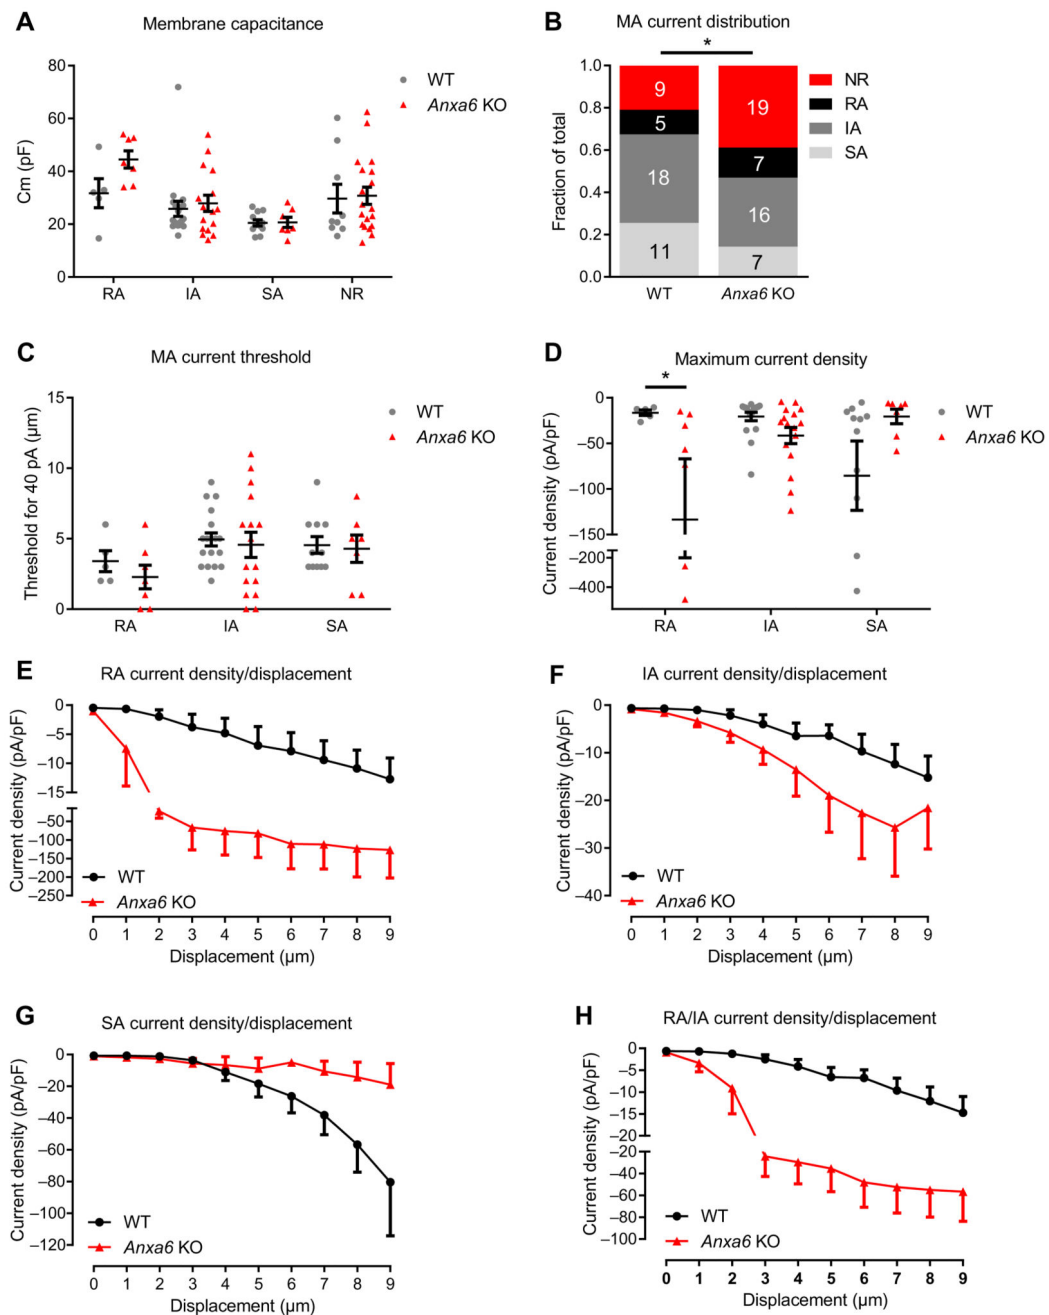 A
Membrane capacitance
Cm (pF)
80
60
40
20
0
RA
IA
SA
NR
WT
Anxa6 KO
B
MA current distribution
*
Fraction of total
1.0
0.8
0.6
0.4
0.2
0.0
9
5
18
11
19
7
16
7
WT
Anxa6 KO
NR
RA
IA
SA
C
MA current threshold
Threshold for 40 pA (µm)
15
10
5
0
RA
IA
SA
WT
Anxa6 KO
D
Maximum current density
*
Current density (pA/pF)
0
–50
–100
–150
–200
–400
RA
IA
SA
WT
Anxa6 KO
E
RA current density/displacement
Current density (pA/pF)
0
–5
–10
–15
–50
–100
–150
–200
–250
WT
Anxa6 KO
0 1 2 3 4 5 6 7 8 9
Displacement (µm)
F
IA current density/displacement
Current density (pA/pF)
0
–10
–20
–30
–40
WT
Anxa6 KO
0 1 2 3 4 5 6 7 8 9
Displacement (µm)
G
SA current density/displacement
Current density (pA/pF)
0
–20
–40
–60
–80
–100
–120
WT
Anxa6 KO
0 1 2 3 4 5 6 7 8 9
Displacement (µm)
H
RA/IA current density/displacement
Current density (pA/pF)
0
–5
–10
–15
–20
–20
–40
–60
–80
–100
WT
Anxa6 KO
0 1 2 3 4 5 6 7 8 9
Displacement (µm)